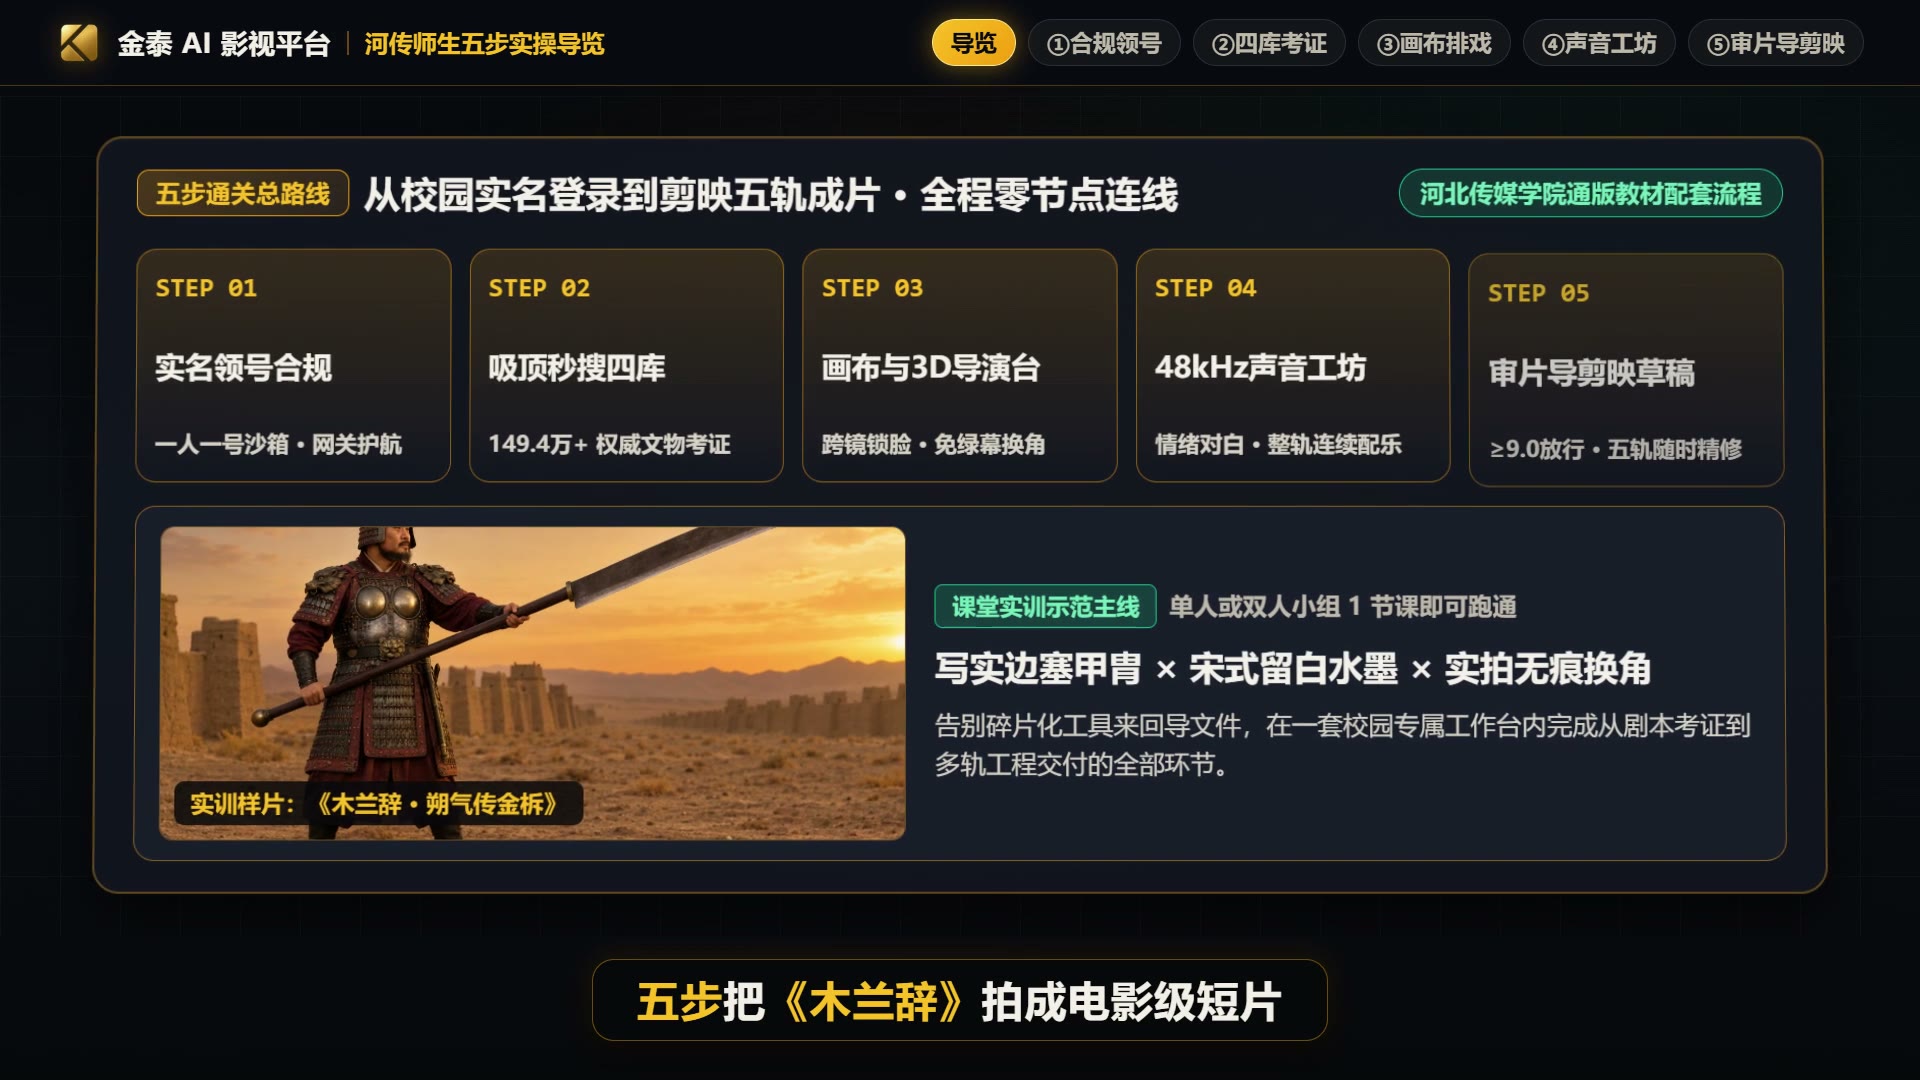 金泰 AI 影视平台
河传师生五步实操导览
导览
①合规领号
②四库考证
③画布排戏
④声音工坊
⑤审片导剪映
五步通关总路线
从校园实名登录到剪映五轨成片·全程零节点连线
河北传媒学院通版教材配套流程
STEP 01
实名领号合规
一人一号沙箱·网关护航
STEP 02
吸顶秒搜四库
149.4万+ 权威文物考证
STEP 03
画布与3D导演台
跨镜锁脸·免绿幕换角
STEP 04
48kHz声音工坊
情绪对白·整轨连续配乐
STEP 05
审片导剪映草稿
≥9.0放行·五轨随时精修
实训样片：《木兰辞·朔气传金柝》
课堂实训示范主线
单人或双人小组 1 节课即可跑通
写实边塞甲胄 × 宋式留白水墨 × 实拍无痕换角
告别碎片化工具来回导文件，在一套校园专属工作台内完成从剧本考证到
多轨工程交付的全部环节。
五步把《木兰辞》拍成电影级短片